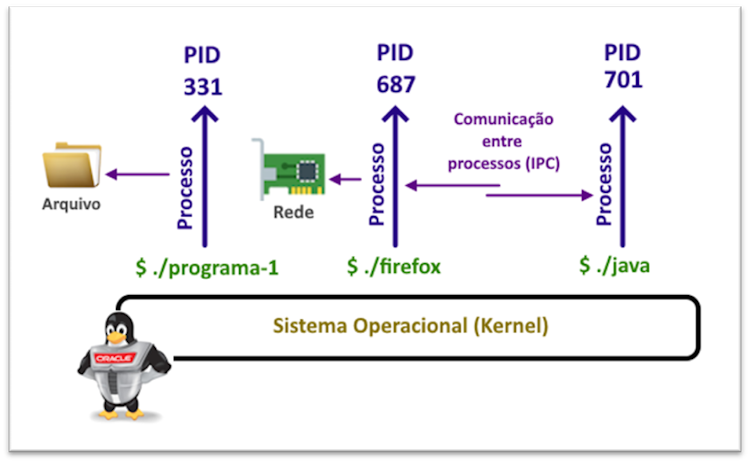 PID
331
PID
687
PID
701
Comunicação
entre
processos (IPC)
Processo
Processo
Processo
Arquivo
Rede
$ ./programa-1
$ ./firefox
$ ./java
Sistema Operacional (Kernel)
ORACLE